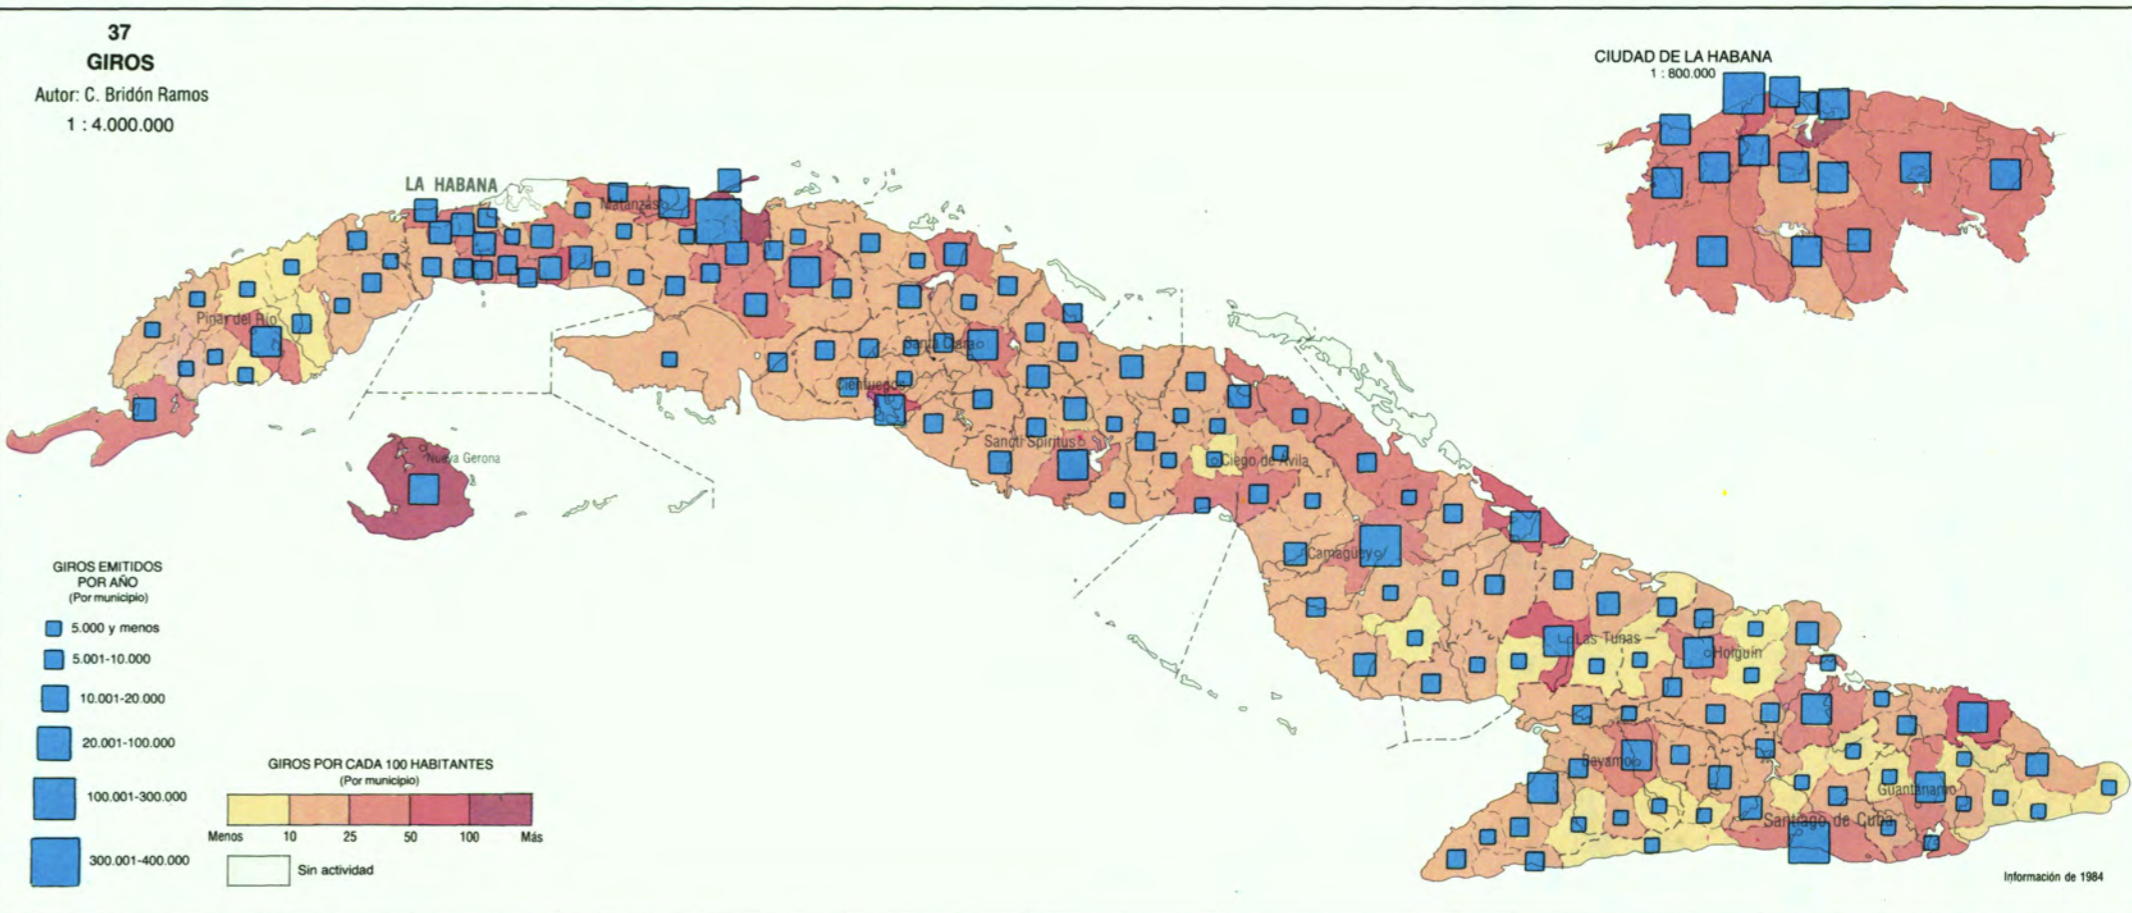 37
GIROS
Autor: C. Bridón Ramos
1 : 4.000.000
CIUDAD DE LA HABANA
1 : 800.000
LA HABANA
Matanzas
Pinar del Río
Santa Clara
Cienfuegos
Nueva Gerona
Sancti Spíritus
Ciego de Ávila
Camagüey
Las Tunas
Holguín
Bayamo
Guantánamo
Santiago de Cuba
GIROS EMITIDOS
POR AÑO
(Por municipio)
5.000 y menos
5.001-10.000
10.001-20.000
20.001-100.000
100.001-300.000
300.001-400.000
GIROS POR CADA 100 HABITANTES
(Por municipio)
Menos 10 25 50 100 Más
Sin actividad
Información de 1984